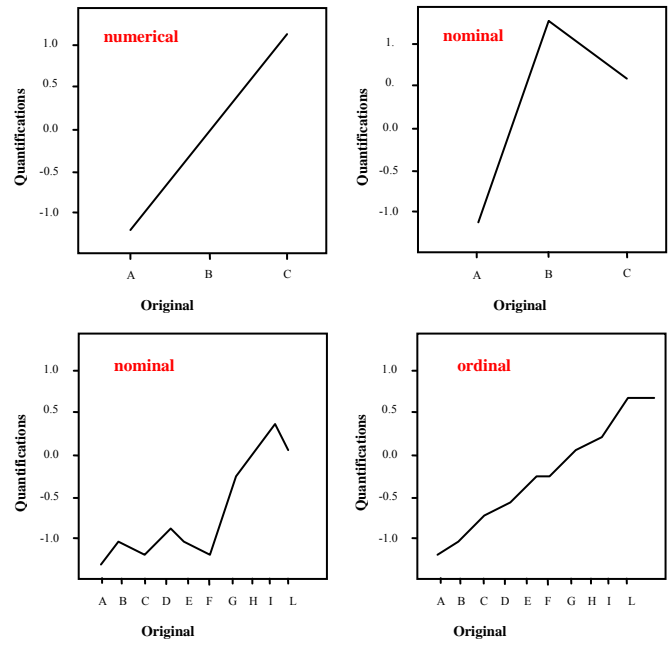 numerical
1.0
0.5
0.0
-0.5
-1.0
Quantifications
A B C
Original
nominal
1.
0.
0.0
-0.5
-1.0
Quantifications
A B C
Original
nominal
1.0
0.5
0.0
-0.5
-1.0
Quantifications
A B C D E F G H I L
Original
ordinal
1.0
0.5
0.0
-0.5
-1.0
Quantifications
A B C D E F G H I L
Original